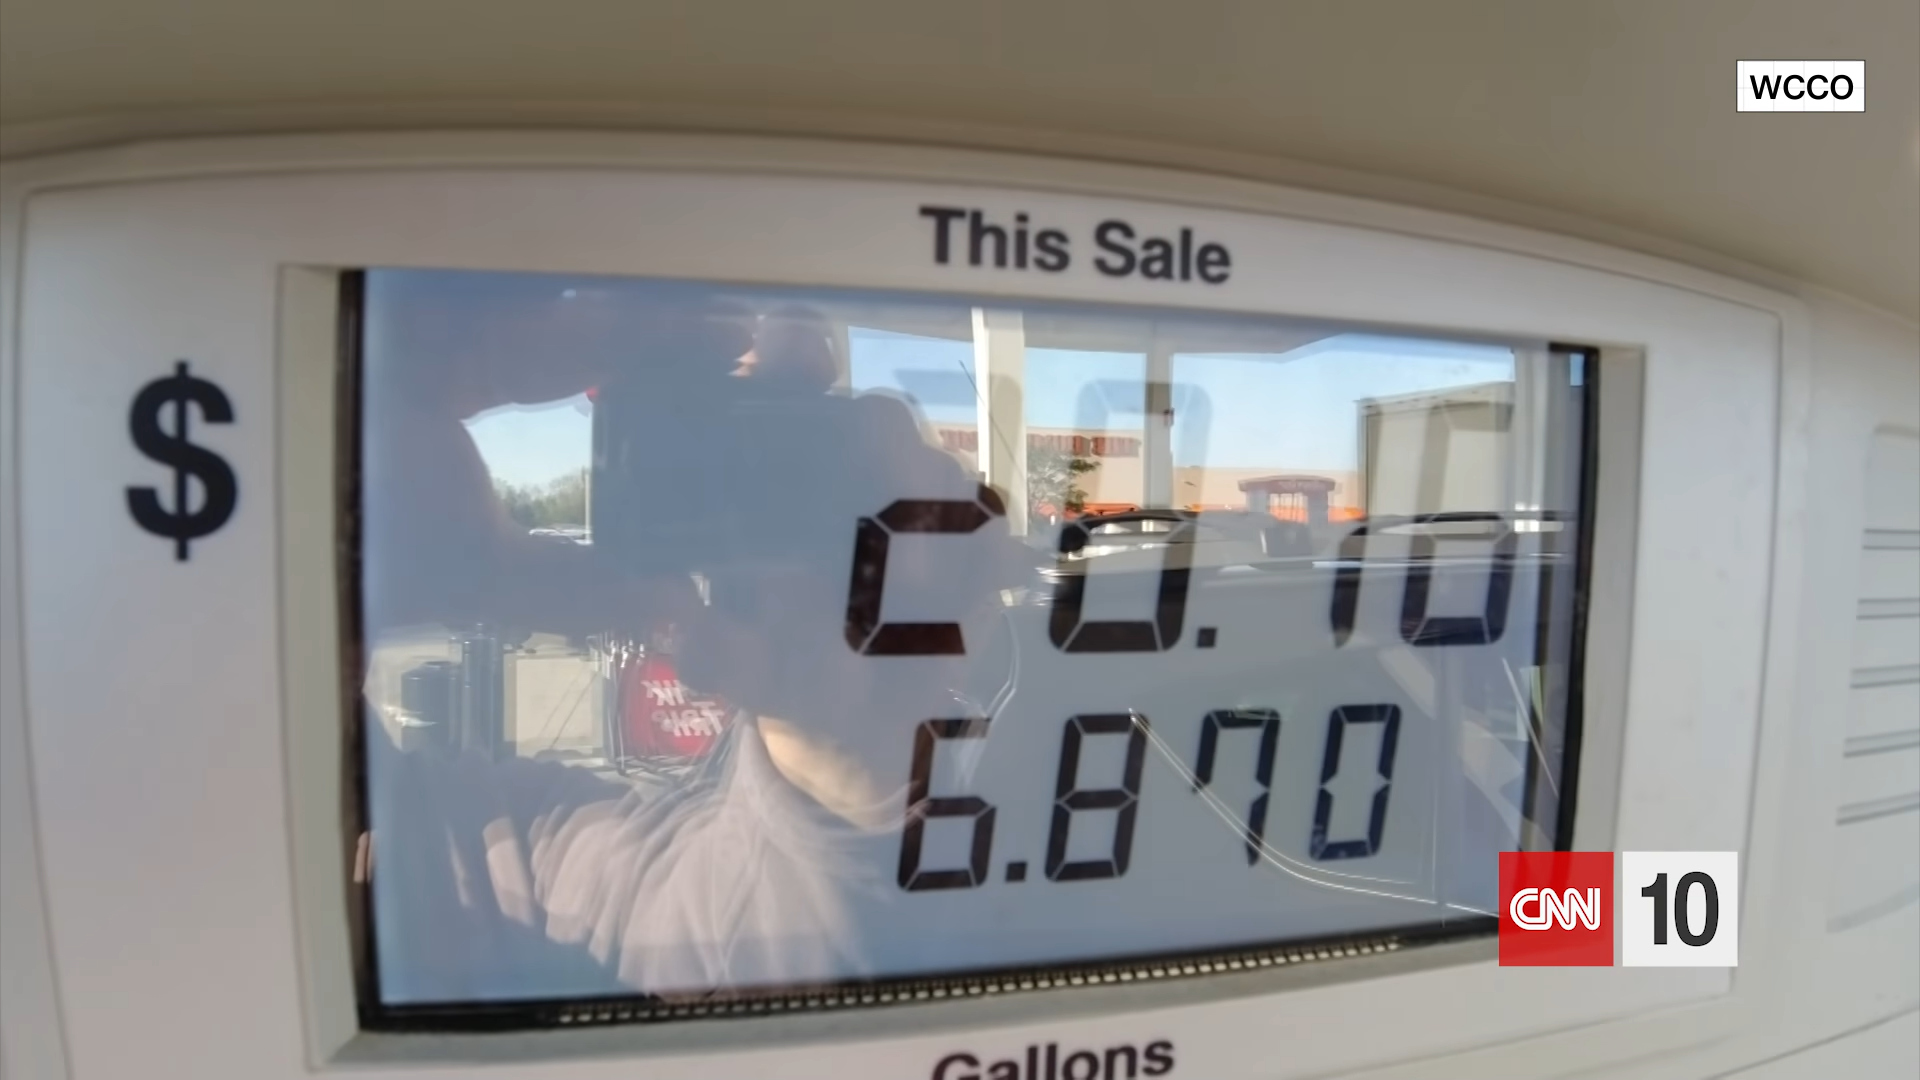 WCCO
This Sale
$
6.870
CNN 10
Gallons